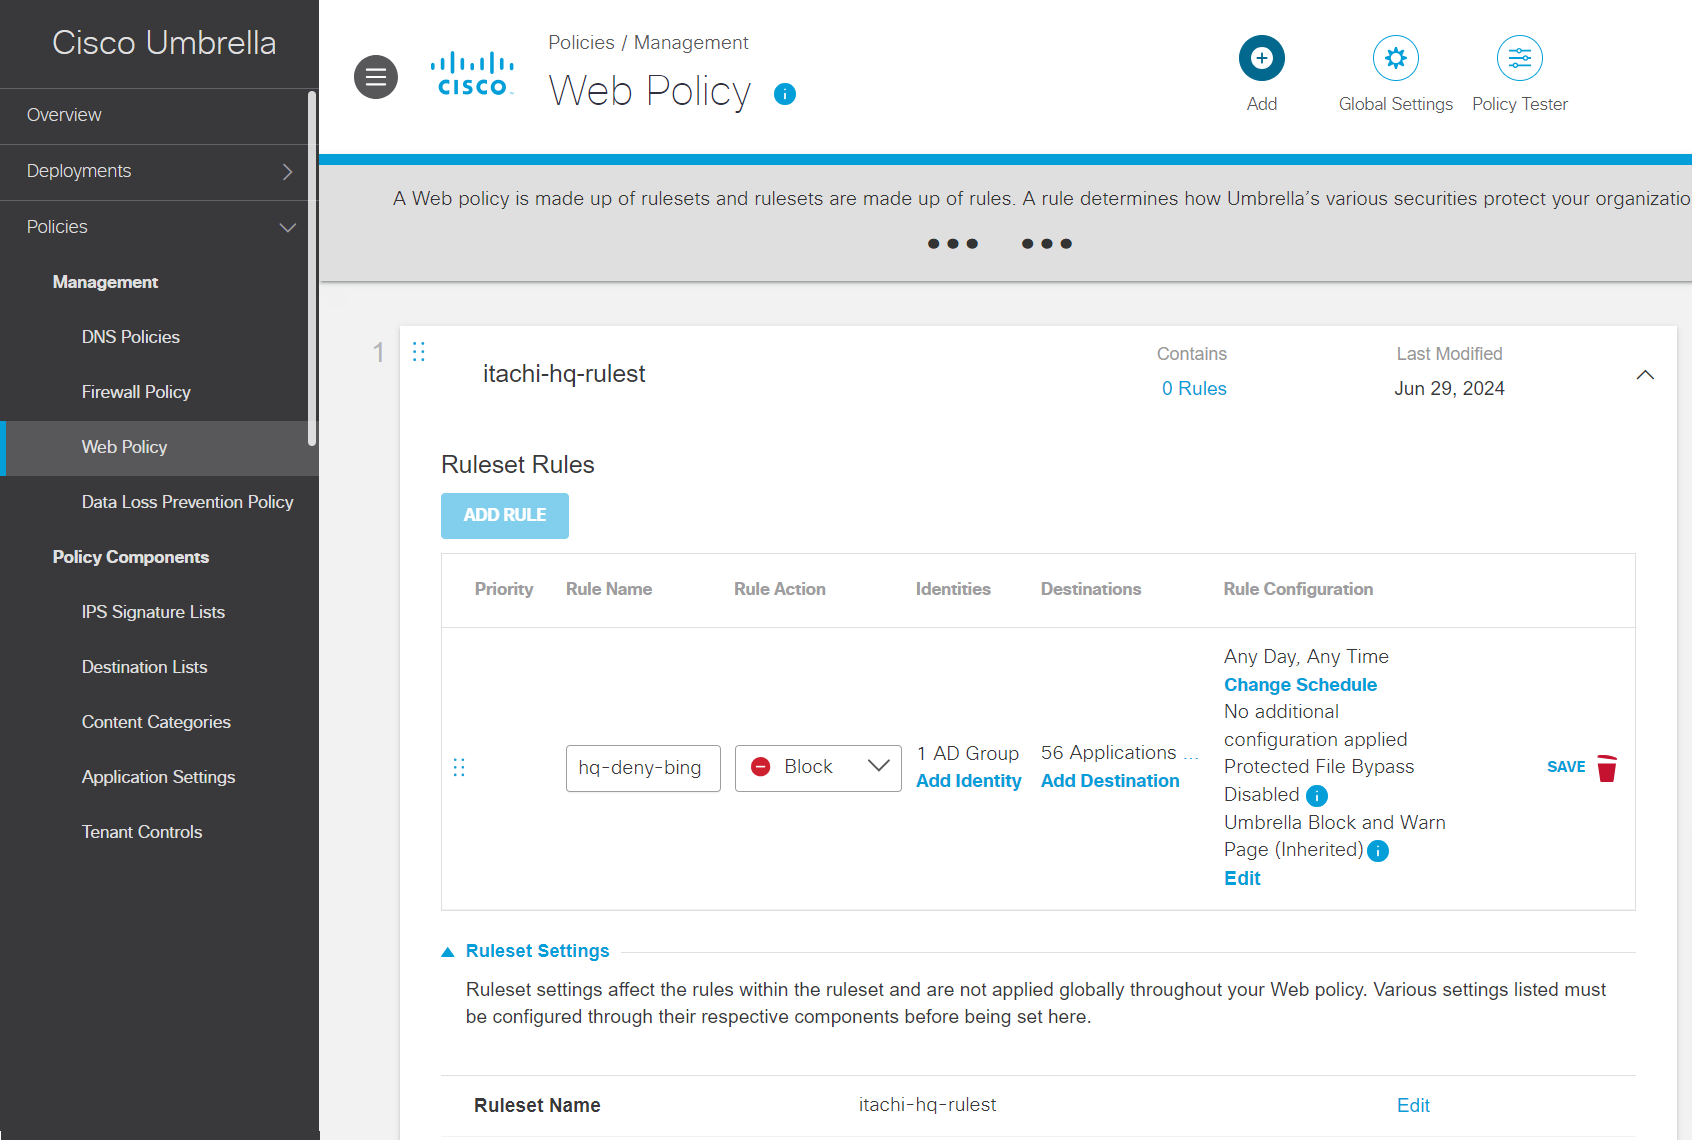 Cisco Umbrella
Overview
Deployments
Policies
Management
DNS Policies
Firewall Policy
Web Policy
Data Loss Prevention Policy
Policy Components
IPS Signature Lists
Destination Lists
Content Categories
Application Settings
Tenant Controls
CISCO
Policies / Management
Web Policy
Add
Global Settings
Policy Tester
A Web policy is made up of rulesets and rulesets are made up of rules. A rule determines how Umbrella's various securities protect your organizatio
1
itachi-hq-rulest
Contains
0 Rules
Last Modified
Jun 29, 2024
Ruleset Rules
ADD RULE
Priority Rule Name Rule Action Identities Destinations Rule Configuration
hq-deny-bing
Block
1 AD Group
Add Identity
56 Applications ...
Add Destination
Any Day, Any Time
Change Schedule
No additional
configuration applied
Protected File Bypass
Disabled
Umbrella Block and Warn
Page (Inherited)
Edit
SAVE
Ruleset Settings
Ruleset settings affect the rules within the ruleset and are not applied globally throughout your Web policy. Various settings listed must
be configured through their respective components before being set here.
Ruleset Name itachi-hq-rulest Edit